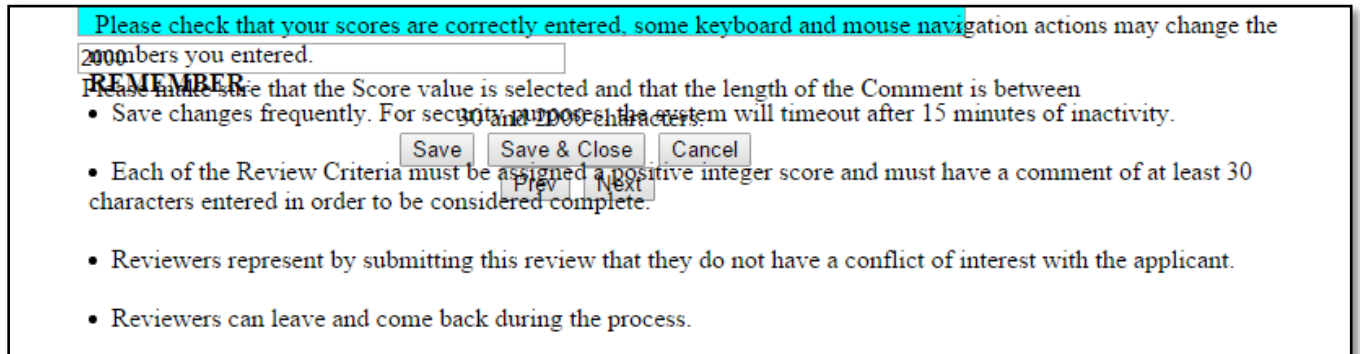 Please check that your scores are correctly entered, some keyboard and mouse navigation actions may change the
numbers you entered.
2000
REMEMBER
Please make sure that the Score value is selected and that the length of the Comment is between
• Save changes frequently. For security purposes, the system will timeout after 15 minutes of inactivity.
30 and 2000 characters.
Save Save & Close Cancel
• Each of the Review Criteria must be assigned a positive integer score and must have a comment of at least 30
Prev Next
characters entered in order to be considered complete.
• Reviewers represent by submitting this review that they do not have a conflict of interest with the applicant.
• Reviewers can leave and come back during the process.